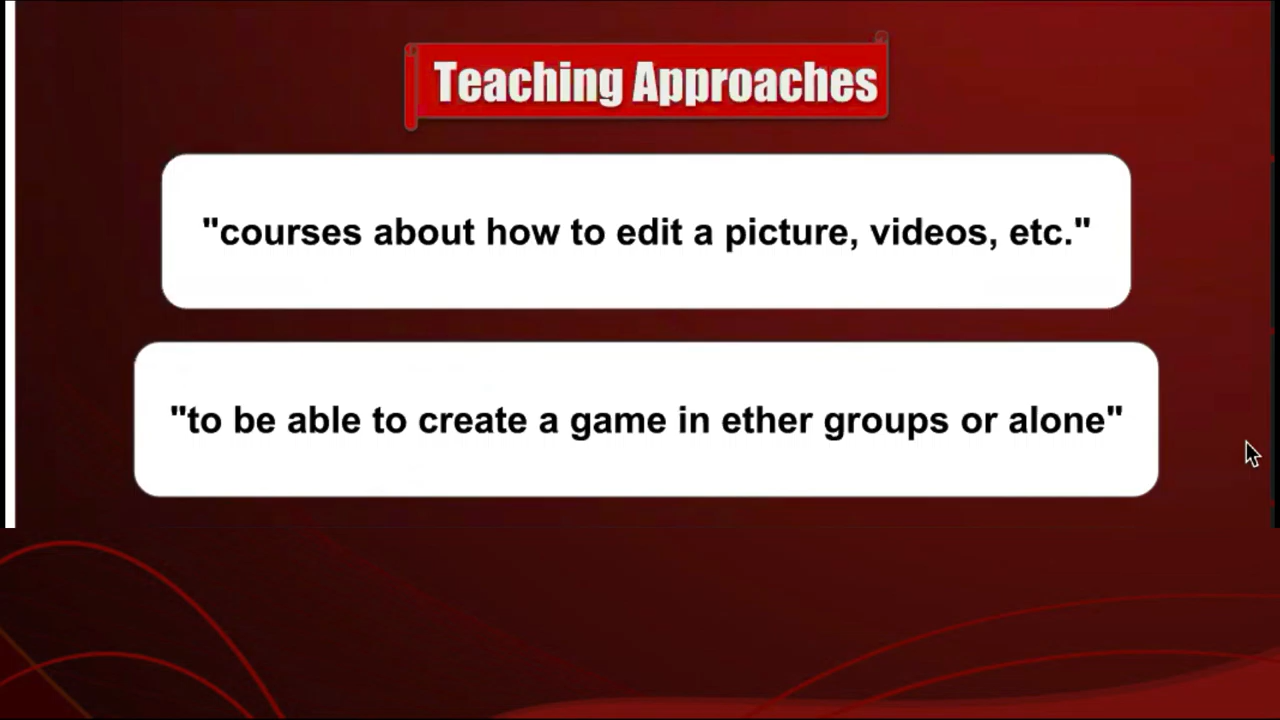 Teaching Approaches
"courses about how to edit a picture, videos, etc."
"to be able to create a game in ether groups or alone"